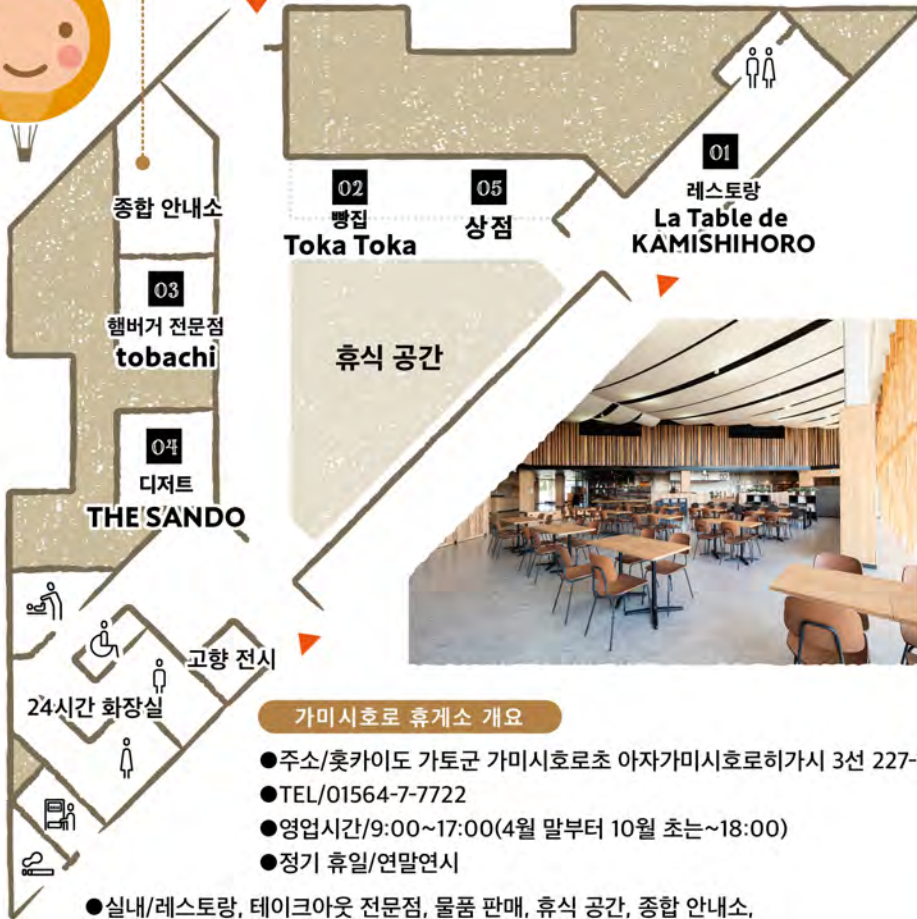 종합 안내소
03
햄버거 전문점
tobachi
04
디저트
THE SANDO
02
빵집
Toka Toka
05
상점
01
레스토랑
La Table de
KAMISHIHORO
휴식 공간
고향 전시
24시간 화장실
가미시호로 휴게소 개요
●주소/홋카이도 가토군 가미시호로초 아자가미시호로히가시 3선 227-
●TEL/01564-7-7722
●영업시간/9:00~17:00(4월 말부터 10월 초는~18:00)
●정기 휴일/연말연시
●실내/레스토랑, 테이크아웃 전문점, 물품 판매, 휴식 공간, 종합 안내소,